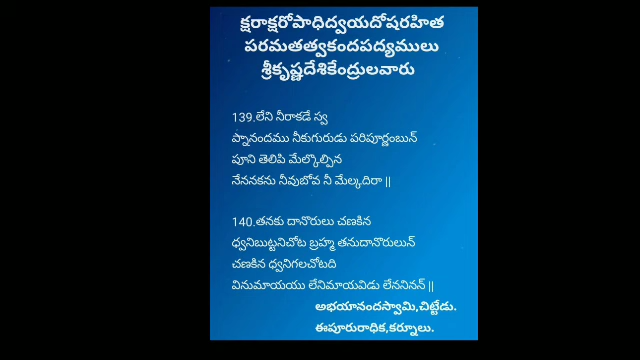 క్షరాక్షరోపాధిద్వయదోషరహిత
పరమతత్వకందపద్యములు
శ్రీకృష్ణదేశికేంద్రులవారు
139.లేని నీరాకడే స్వ
ప్నానందము నీకుగురుడు పరిపూర్ణంబున్
పూని తెలిపి మేల్కొల్పిన
నేననకను నీవుబోవ నీ మేల్కదిరా ||
140.తనకు దానొరులు చణకిన
ధ్వనిబుట్టనిచోట బ్రహ్మ తనుదానొరులున్
చణకిన ధ్వనిగలచోటది
వినుమాయయు లేనిమాయవిడు లేననినన్ ||
అభయానందస్వామి,చిట్టేడు.
ఈపూరురాధిక,కర్నూలు.